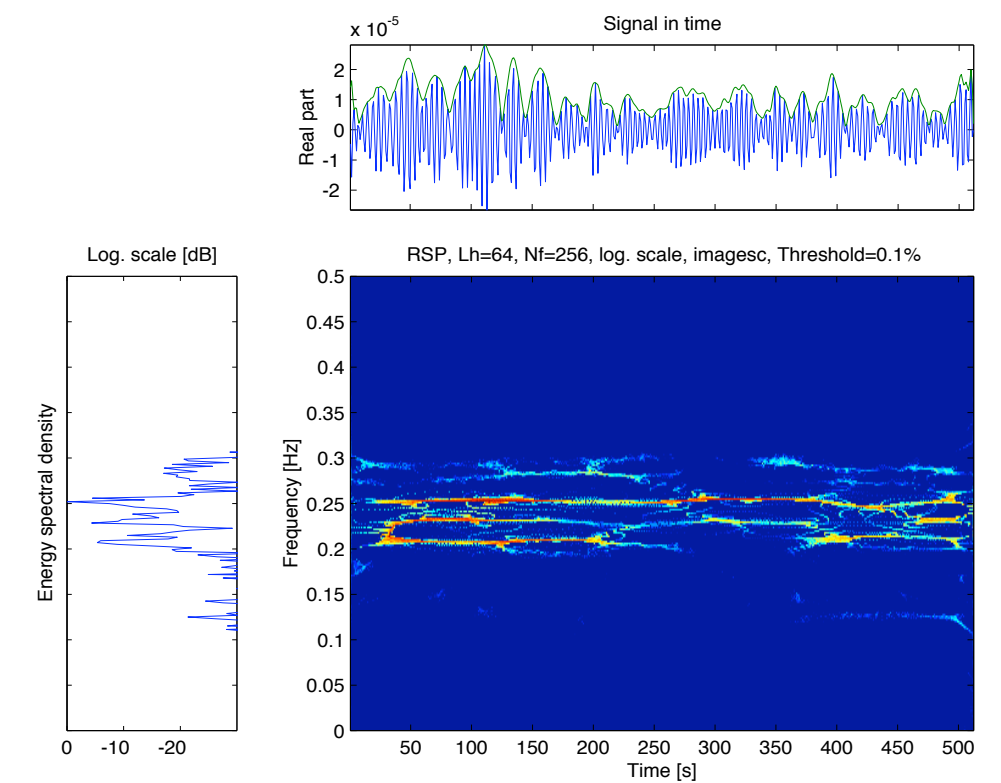 x 10-5
Signal in time
2
1
0
-1
-2
Real part
Log. scale [dB]
RSP, Lh=64, Nf=256, log. scale, imagesc, Threshold=0.1%
Energy spectral density
0 -10 -20
Frequency [Hz]
0.5
0.45
0.4
0.35
0.3
0.25
0.2
0.15
0.1
0.05
0
50 100 150 200 250 300 350 400 450 500
Time [s]